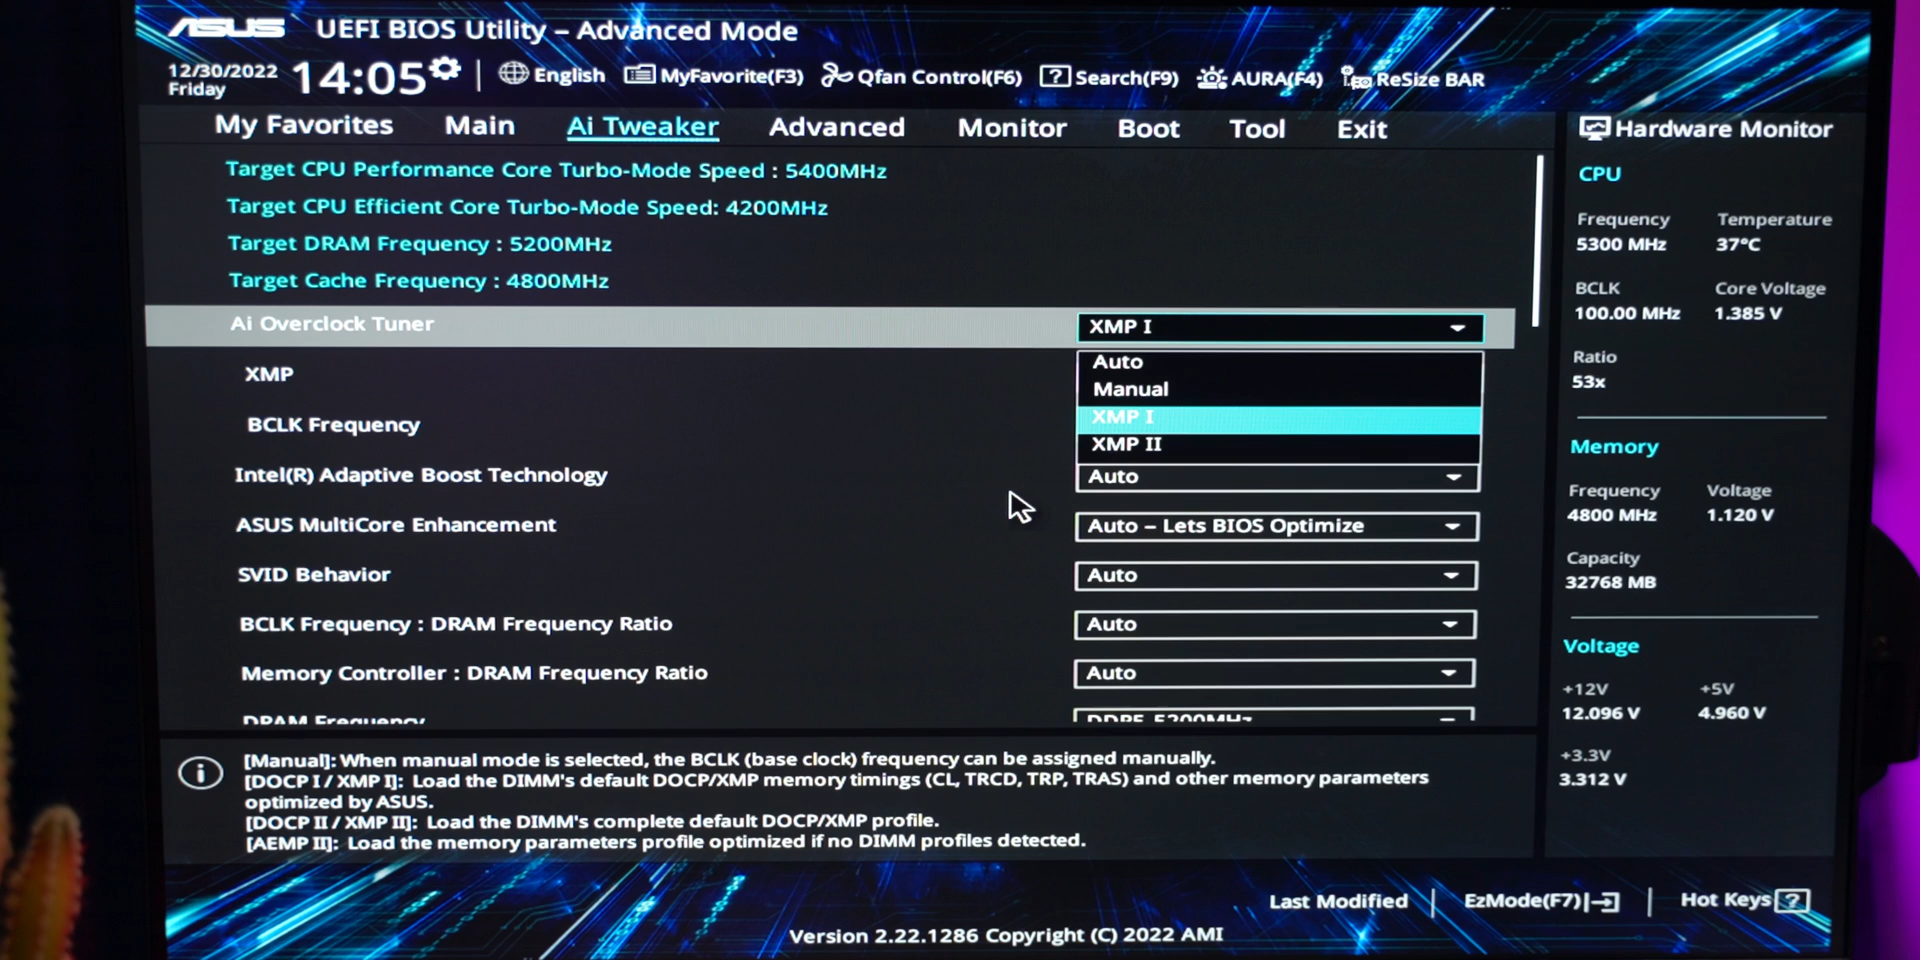 ASUS UEFI BIOS Utility – Advanced Mode
12/30/2022 Friday 14:05 English MyFavorite(F3) Qfan Control(F6) Search(F9) AURA(F4) ReSize BAR
My Favorites Main Ai Tweaker Advanced Monitor Boot Tool Exit
Target CPU Performance Core Turbo-Mode Speed : 5400MHz
Target CPU Efficient Core Turbo-Mode Speed: 4200MHz
Target DRAM Frequency : 5200MHz
Target Cache Frequency : 4800MHz
Ai Overclock Tuner XMP I
Auto
Manual
XMP I
XMP II
XMP
BCLK Frequency
Intel(R) Adaptive Boost Technology Auto
ASUS MultiCore Enhancement Auto – Lets BIOS Optimize
SVID Behavior Auto
BCLK Frequency : DRAM Frequency Ratio Auto
Memory Controller : DRAM Frequency Ratio Auto
DRAM Frequency DDR5-5200MHz
[Manual]: When manual mode is selected, the BCLK (base clock) frequency can be assigned manually.
[DOCP I / XMP I]: Load the DIMM's default DOCP/XMP memory timings (CL, TRCD, TRP, TRAS) and other memory parameters
optimized by ASUS.
[DOCP II / XMP II]: Load the DIMM's complete default DOCP/XMP profile.
[AEMP II]: Load the memory parameters profile optimized if no DIMM profiles detected.
Hardware Monitor
CPU
Frequency Temperature
5300 MHz 37°C
BCLK Core Voltage
100.00 MHz 1.385 V
Ratio
53x
Memory
Frequency Voltage
4800 MHz 1.120 V
Capacity
32768 MB
Voltage
+12V +5V
12.096 V 4.960 V
+3.3V
3.312 V
Last Modified EzMode(F7) Hot Keys ?
Version 2.22.1286 Copyright (C) 2022 AMI